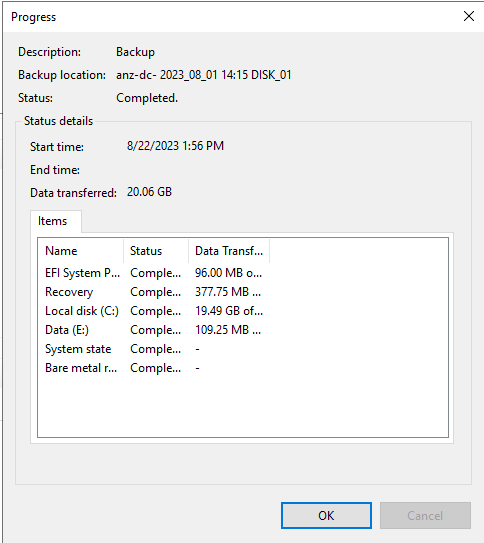 Progress
Description: Backup
Backup location: anz-dc- 2023_08_01 14:15 DISK_01
Status: Completed.
Status details
Start time: 8/22/2023 1:56 PM
End time:
Data transferred: 20.06 GB
Items
Name Status Data Transf...
EFI System P... Comple... 96.00 MB o...
Recovery Comple... 377.75 MB ...
Local disk (C:) Comple... 19.49 GB of...
Data (E:) Comple... 109.25 MB ...
System state Comple... -
Bare metal r... Comple... -
OK Cancel